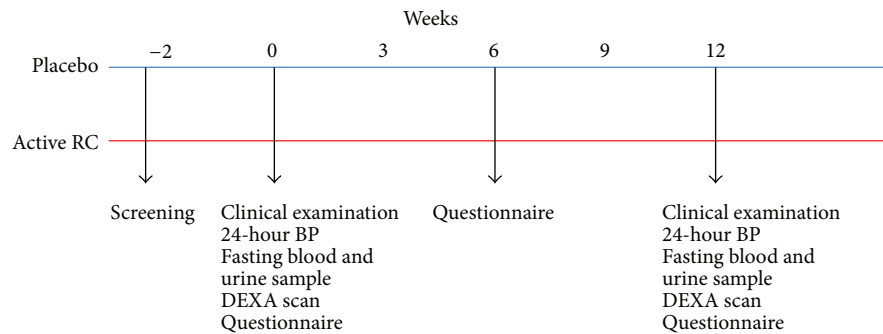 Weeks
−2 0 3 6 9 12
Placebo
Active RC
Screening
Clinical examination
24-hour BP
Fasting blood and
urine sample
DEXA scan
Questionnaire
Questionnaire
Clinical examination
24-hour BP
Fasting blood and
urine sample
DEXA scan
Questionnaire